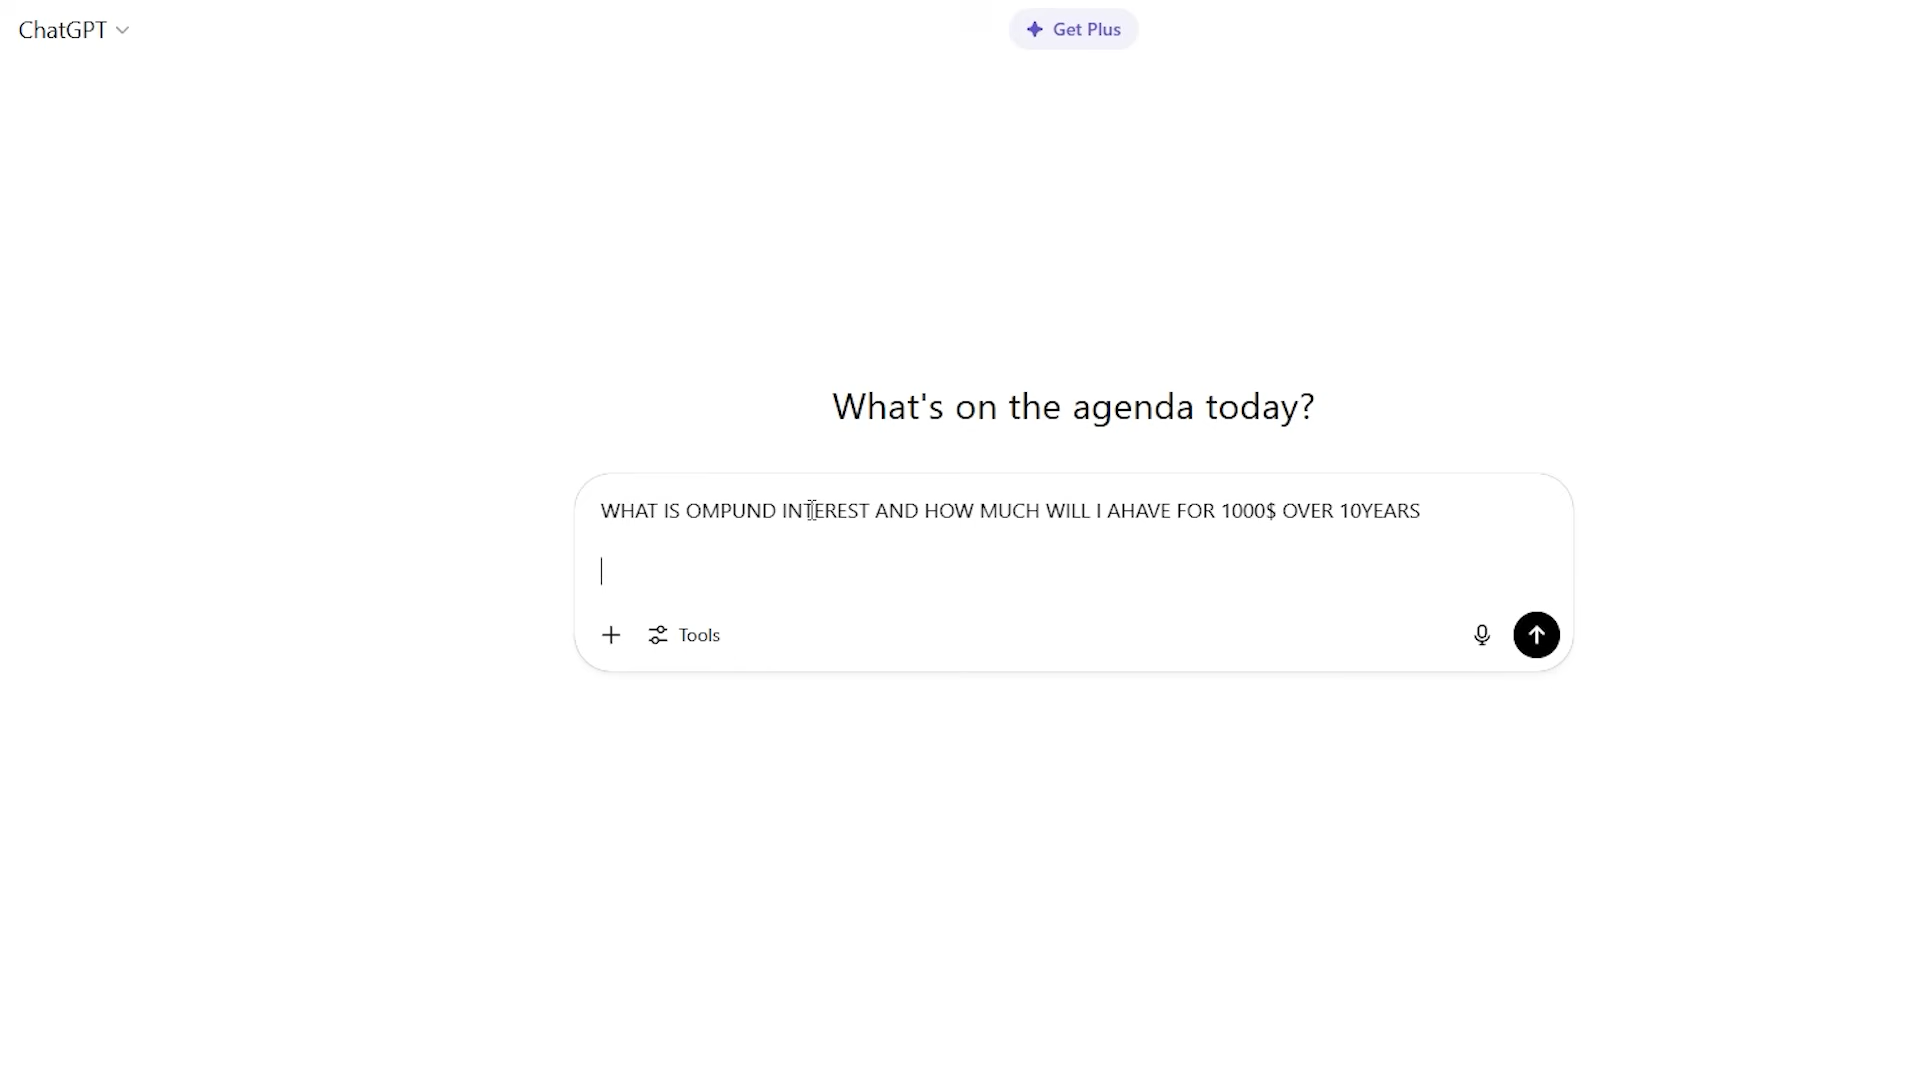 ChatGPT
Get Plus
What's on the agenda today?
WHAT IS OMPUND INTEREST AND HOW MUCH WILL I AHAVE FOR 1000$ OVER 10YEARS
Tools